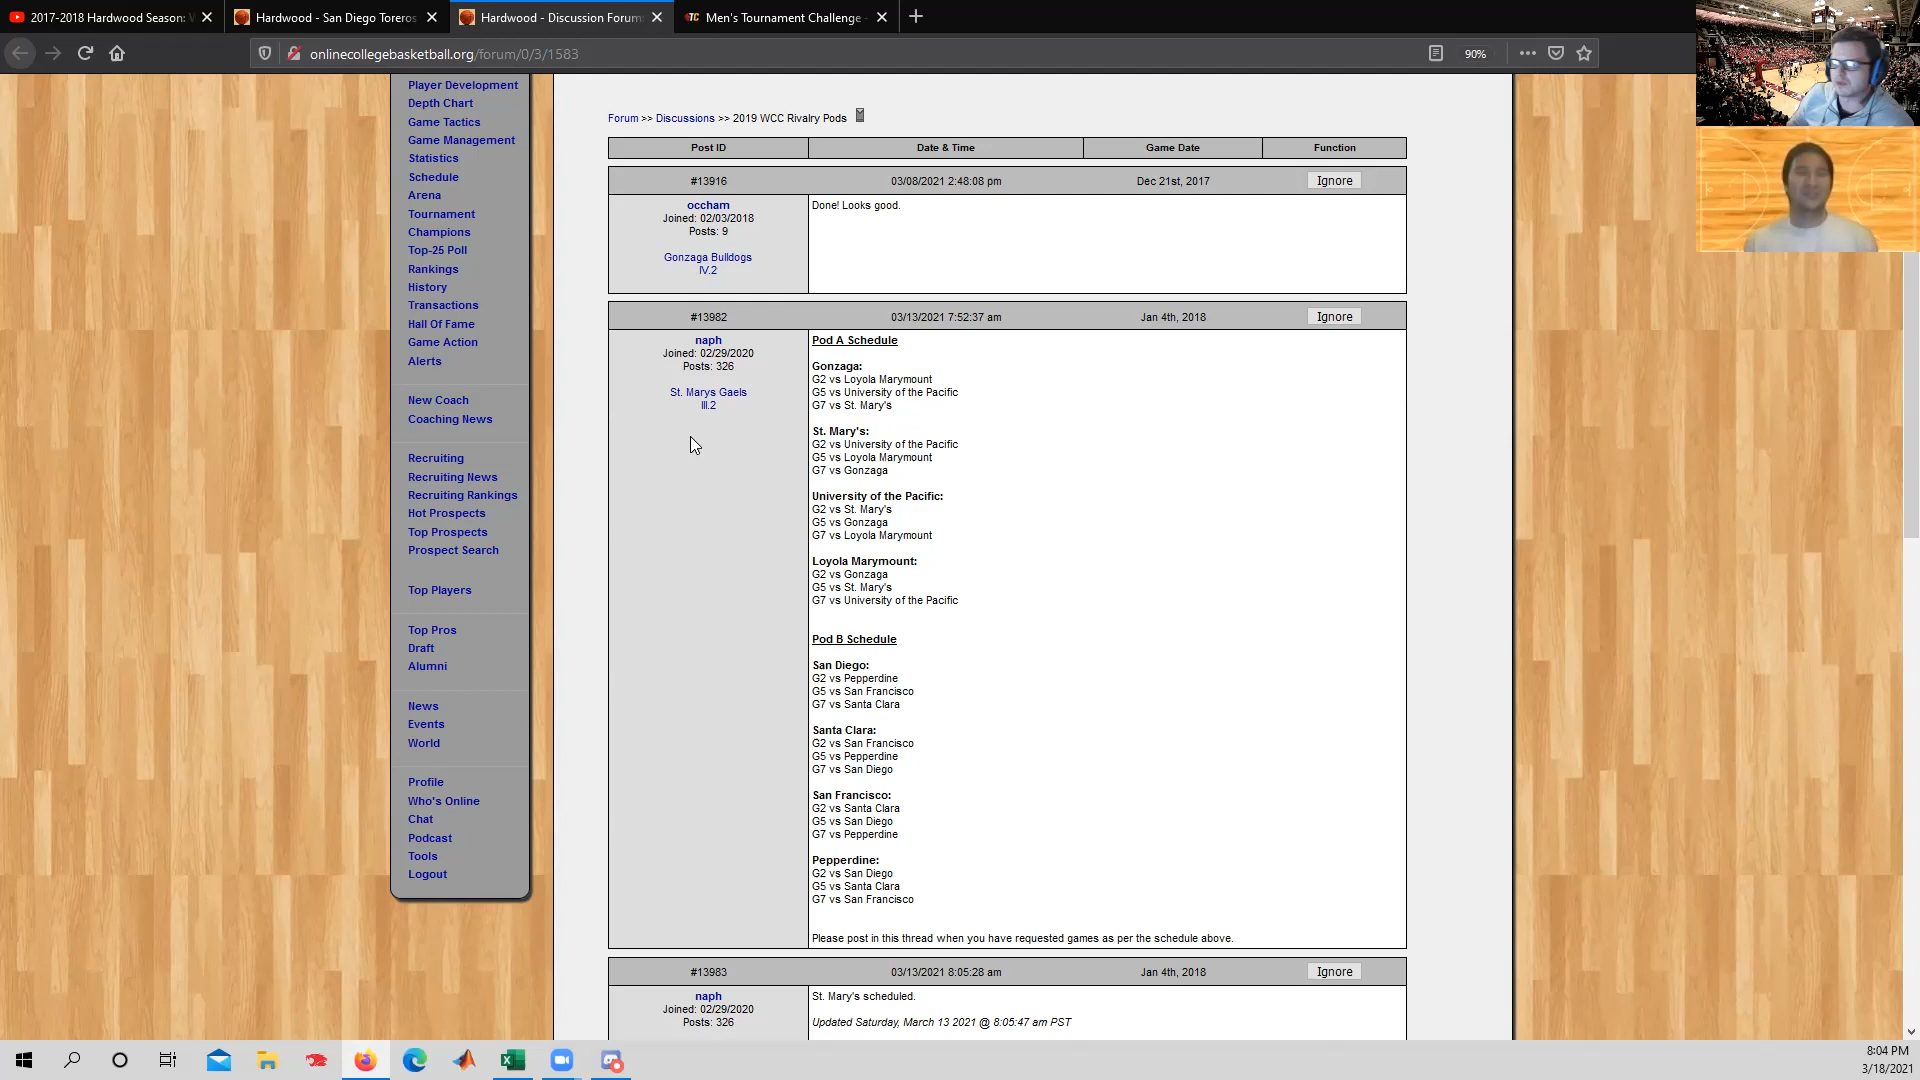 2017-2018 Hardwood Season: W
Hardwood - San Diego Toreros
Hardwood - Discussion Forum:
Men's Tournament Challenge -
onlinecollegebasketball.org/forum/0/3/1583
90%
Player Development
Depth Chart
Game Tactics
Game Management
Statistics
Schedule
Arena
Tournament
Champions
Top-25 Poll
Rankings
History
Transactions
Hall Of Fame
Game Action
Alerts
New Coach
Coaching News
Recruiting
Recruiting News
Recruiting Rankings
Hot Prospects
Top Prospects
Prospect Search
Top Players
Top Pros
Draft
Alumni
News
Events
World
Profile
Who's Online
Chat
Podcast
Tools
Logout
Forum >> Discussions >> 2019 WCC Rivalry Pods
Post ID Date & Time Game Date Function
#13916 03/08/2021 2:48:08 pm Dec 21st, 2017 Ignore
occham
Joined: 02/03/2018
Posts: 9
Gonzaga Bulldogs
IV.2
Done! Looks good.
#13982 03/13/2021 7:52:37 am Jan 4th, 2018 Ignore
naph
Joined: 02/29/2020
Posts: 326
St. Marys Gaels
III.2
Pod A Schedule
Gonzaga:
G2 vs Loyola Marymount
G5 vs University of the Pacific
G7 vs St. Mary's
St. Mary's:
G2 vs University of the Pacific
G5 vs Loyola Marymount
G7 vs Gonzaga
University of the Pacific:
G2 vs St. Mary's
G5 vs Gonzaga
G7 vs Loyola Marymount
Loyola Marymount:
G2 vs Gonzaga
G5 vs St. Mary's
G7 vs University of the Pacific
Pod B Schedule
San Diego:
G2 vs Pepperdine
G5 vs San Francisco
G7 vs Santa Clara
Santa Clara:
G2 vs San Francisco
G5 vs Pepperdine
G7 vs San Diego
San Francisco:
G2 vs Santa Clara
G5 vs San Diego
G7 vs Pepperdine
Pepperdine:
G2 vs San Diego
G5 vs Santa Clara
G7 vs San Francisco
Please post in this thread when you have requested games as per the schedule above.
#13983 03/13/2021 8:05:28 am Jan 4th, 2018 Ignore
naph
Joined: 02/29/2020
Posts: 326
St. Mary's scheduled.
Updated Saturday, March 13 2021 @ 8:05:47 am PST
8:04 PM
3/18/2021